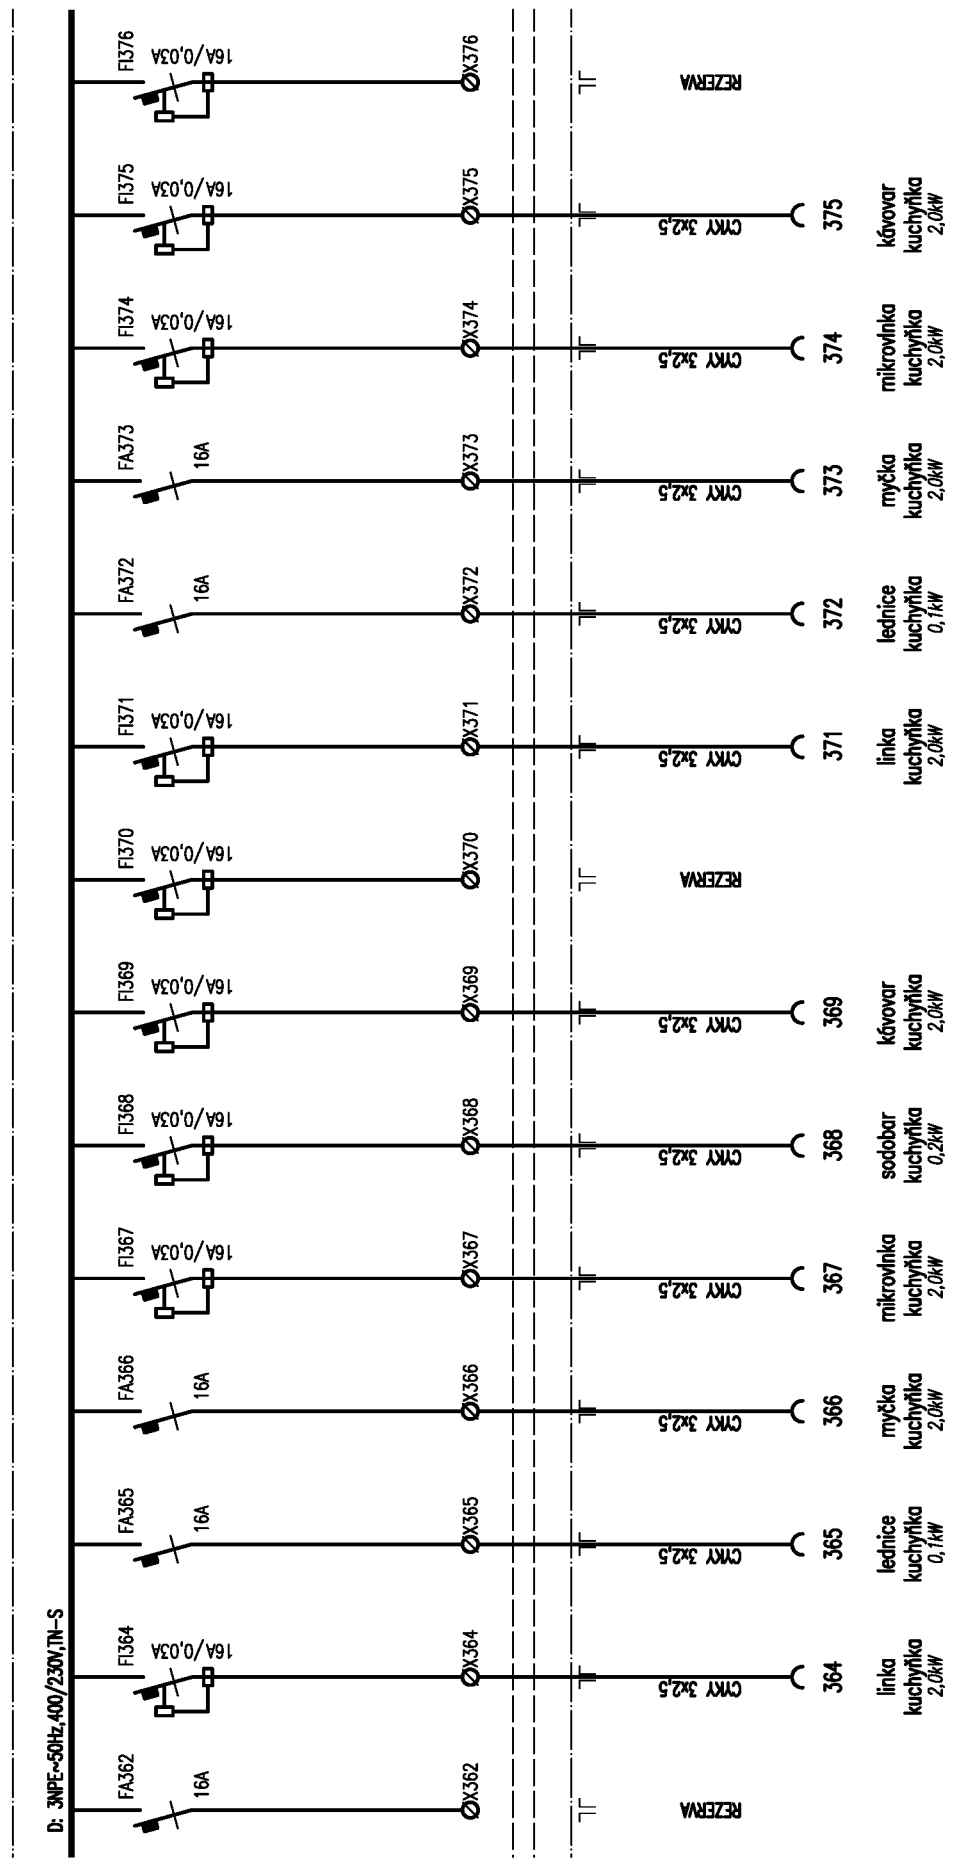 D: 3NPE~50Hz,400/230V,TN-S
FA362
16A
X362
REZERVA
FI364
16A/0,03A
X364
CYKY 3x2,5
364
linka
kuchyňka
2,0kW
FA365
16A
X365
CYKY 3x2,5
365
lednice
kuchyňka
0,1kW
FA366
16A
X366
CYKY 3x2,5
366
myčka
kuchyňka
2,0kW
FI367
16A/0,03A
X367
CYKY 3x2,5
367
mikrovlnka
kuchyňka
2,0kW
FI368
16A/0,03A
X368
CYKY 3x2,5
368
sodobar
kuchyňka
0,2kW
FI369
16A/0,03A
X369
CYKY 3x2,5
369
kávovar
kuchyňka
2,0kW
FI370
16A/0,03A
X370
REZERVA
FI371
16A/0,03A
X371
CYKY 3x2,5
371
linka
kuchyňka
2,0kW
FA372
16A
X372
CYKY 3x2,5
372
lednice
kuchyňka
0,1kW
FA373
16A
X373
CYKY 3x2,5
373
myčka
kuchyňka
2,0kW
FI374
16A/0,03A
X374
CYKY 3x2,5
374
mikrovlnka
kuchyňka
2,0kW
FI375
16A/0,03A
X375
CYKY 3x2,5
375
kávovar
kuchyňka
2,0kW
FI376
16A/0,03A
X376
REZERVA